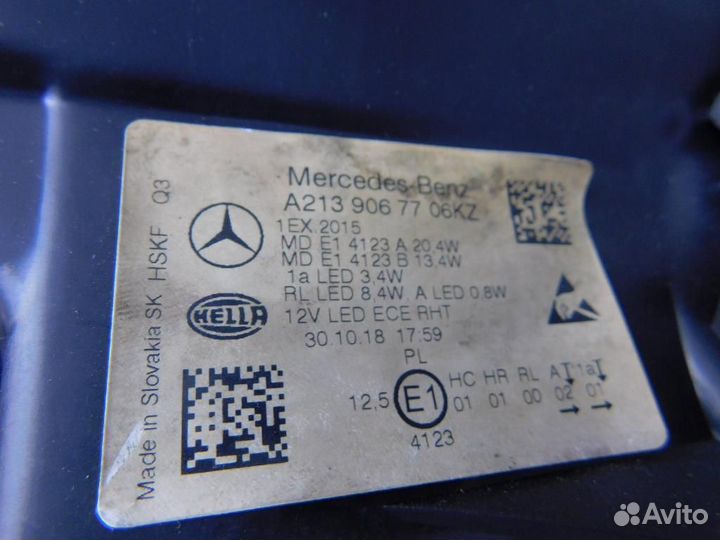 Mercedes-Benz
A213 906 77 06KZ
1EX.2015
MD E1 4123 A 20,4W
MD E1 4123 B 13,4W
1a LED 3,4W
RL LED 8,4W, A LED 0.8W
12V LED ECE RHT
30.10.18 17:59
PL
HC HR RL A 1a
12,5 E1 01 01 00 02 01
4123
HELLA
Made in Slovakia SK HSKF Q3
Avito